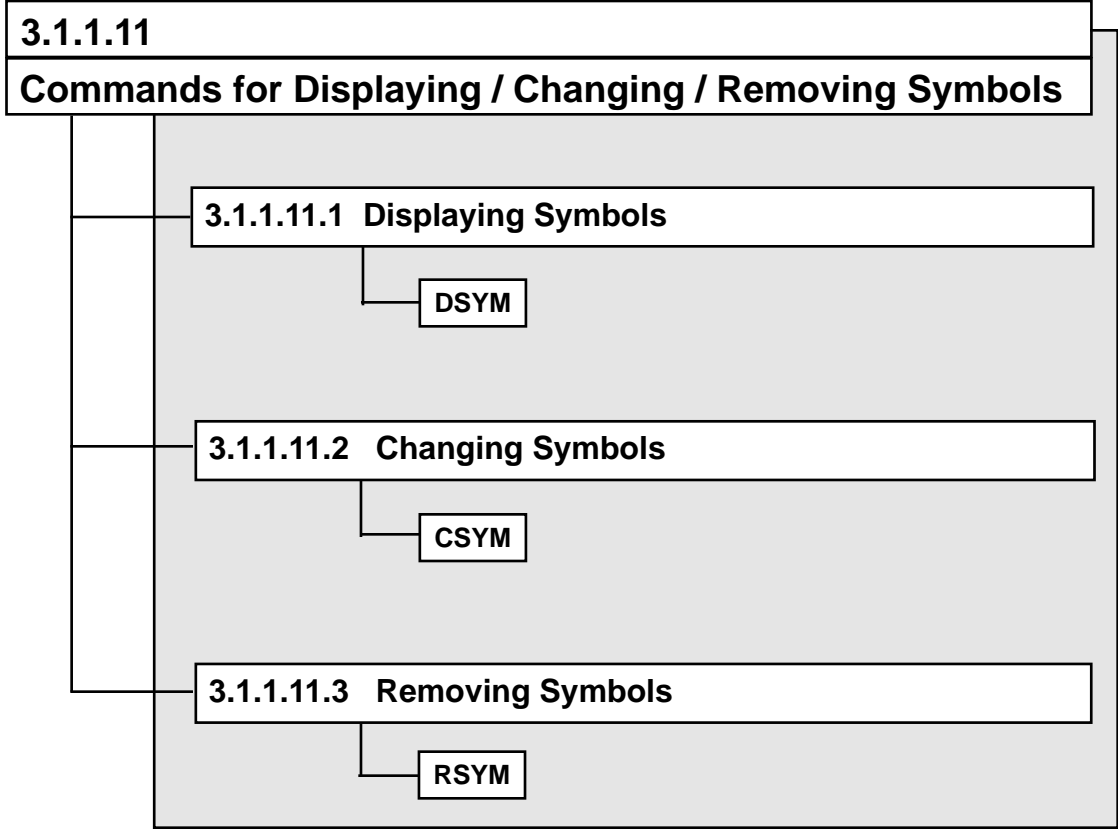 3.1.1.11
Commands for Displaying / Changing / Removing Symbols
3.1.1.11.1 Displaying Symbols
DSYM
3.1.1.11.2 Changing Symbols
CSYM
3.1.1.11.3 Removing Symbols
RSYM